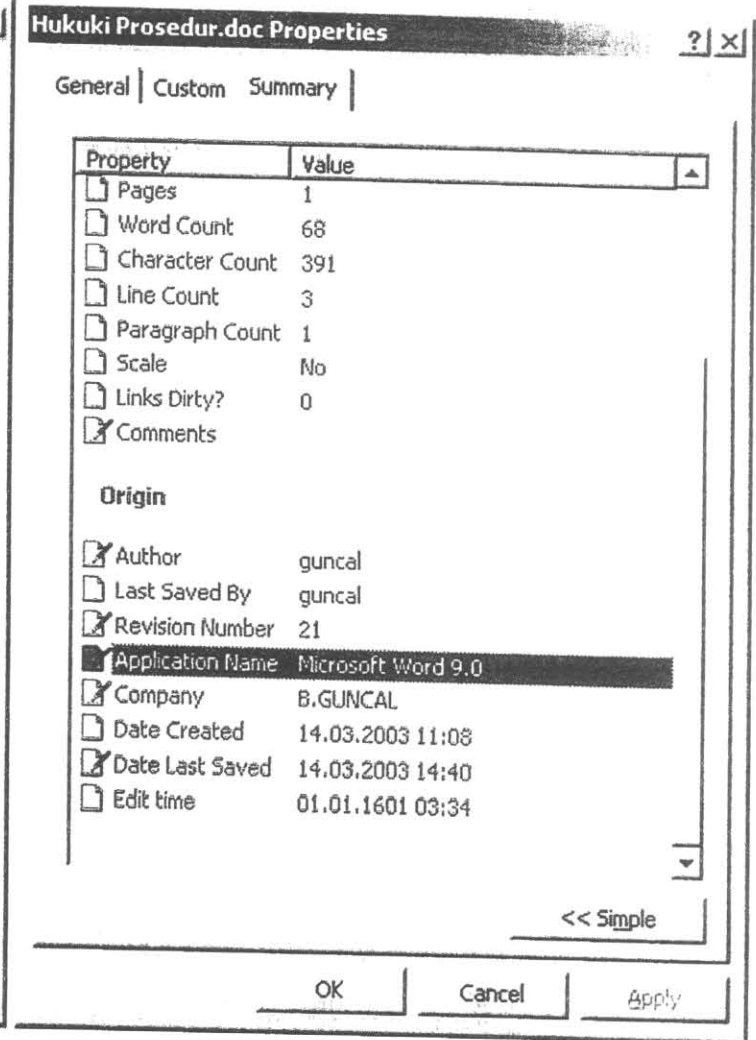 Hukuki Prosedur.doc Properties
General Custom Summary
Property Value
Pages 1
Word Count 68
Character Count 391
Line Count 3
Paragraph Count 1
Scale No
Links Dirty? 0
Comments
Origin
Author guncal
Last Saved By guncal
Revision Number 21
Application Name Microsoft Word 9.0
Company B.GUNCAL
Date Created 14.03.2003 11:08
Date Last Saved 14.03.2003 14:40
Edit time 01.01.1601 03:34
<< Simple
OK Cancel Apply